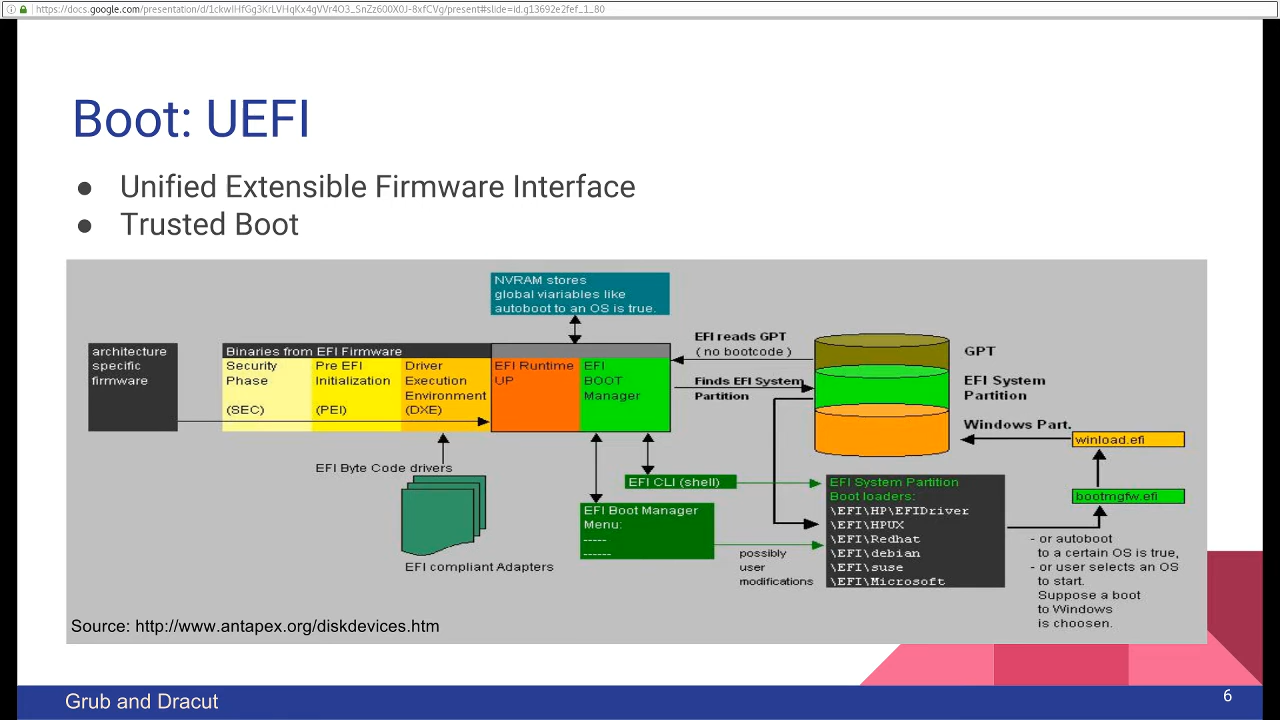 https://docs.google.com/presentation/d/1ckwIHfGg3KrLVHqKx4gVVr4O3_SnZz600X0J-8xfCVg/present#slide=id.g13692e2fef_1_80
Boot: UEFI
● Unified Extensible Firmware Interface
● Trusted Boot
NVRAM stores
global viariables like
autoboot to an OS is true.
architecture
specific
firmware
Binaries from EFI Firmware
Security
Phase
(SEC)
Pre EFI
Initialization
(PEI)
Driver
Execution
Environment
(DXE)
EFI Runtime
UP
EFI
BOOT
Manager
EFI reads GPT
( no bootcode )
Finds EFI System
Partition
GPT
EFI System
Partition
Windows Part.
winload.efi
bootmgfw.efi
EFI Byte Code drivers
EFI compliant Adapters
EFI CLI (shell)
EFI Boot Manager
Menu:
-----
------
possibly
user
modifications
EFI System Partition
Boot loaders:
\EFI\HP\EFIDriver
\EFI\HPUX
\EFI\Redhat
\EFI\debian
\EFI\suse
\EFI\Microsoft
- or autoboot
to a certain OS is true,
- or user selects an OS
to start.
Suppose a boot
to Windows
is choosen.
Source: http://www.antapex.org/diskdevices.htm
Grub and Dracut
6